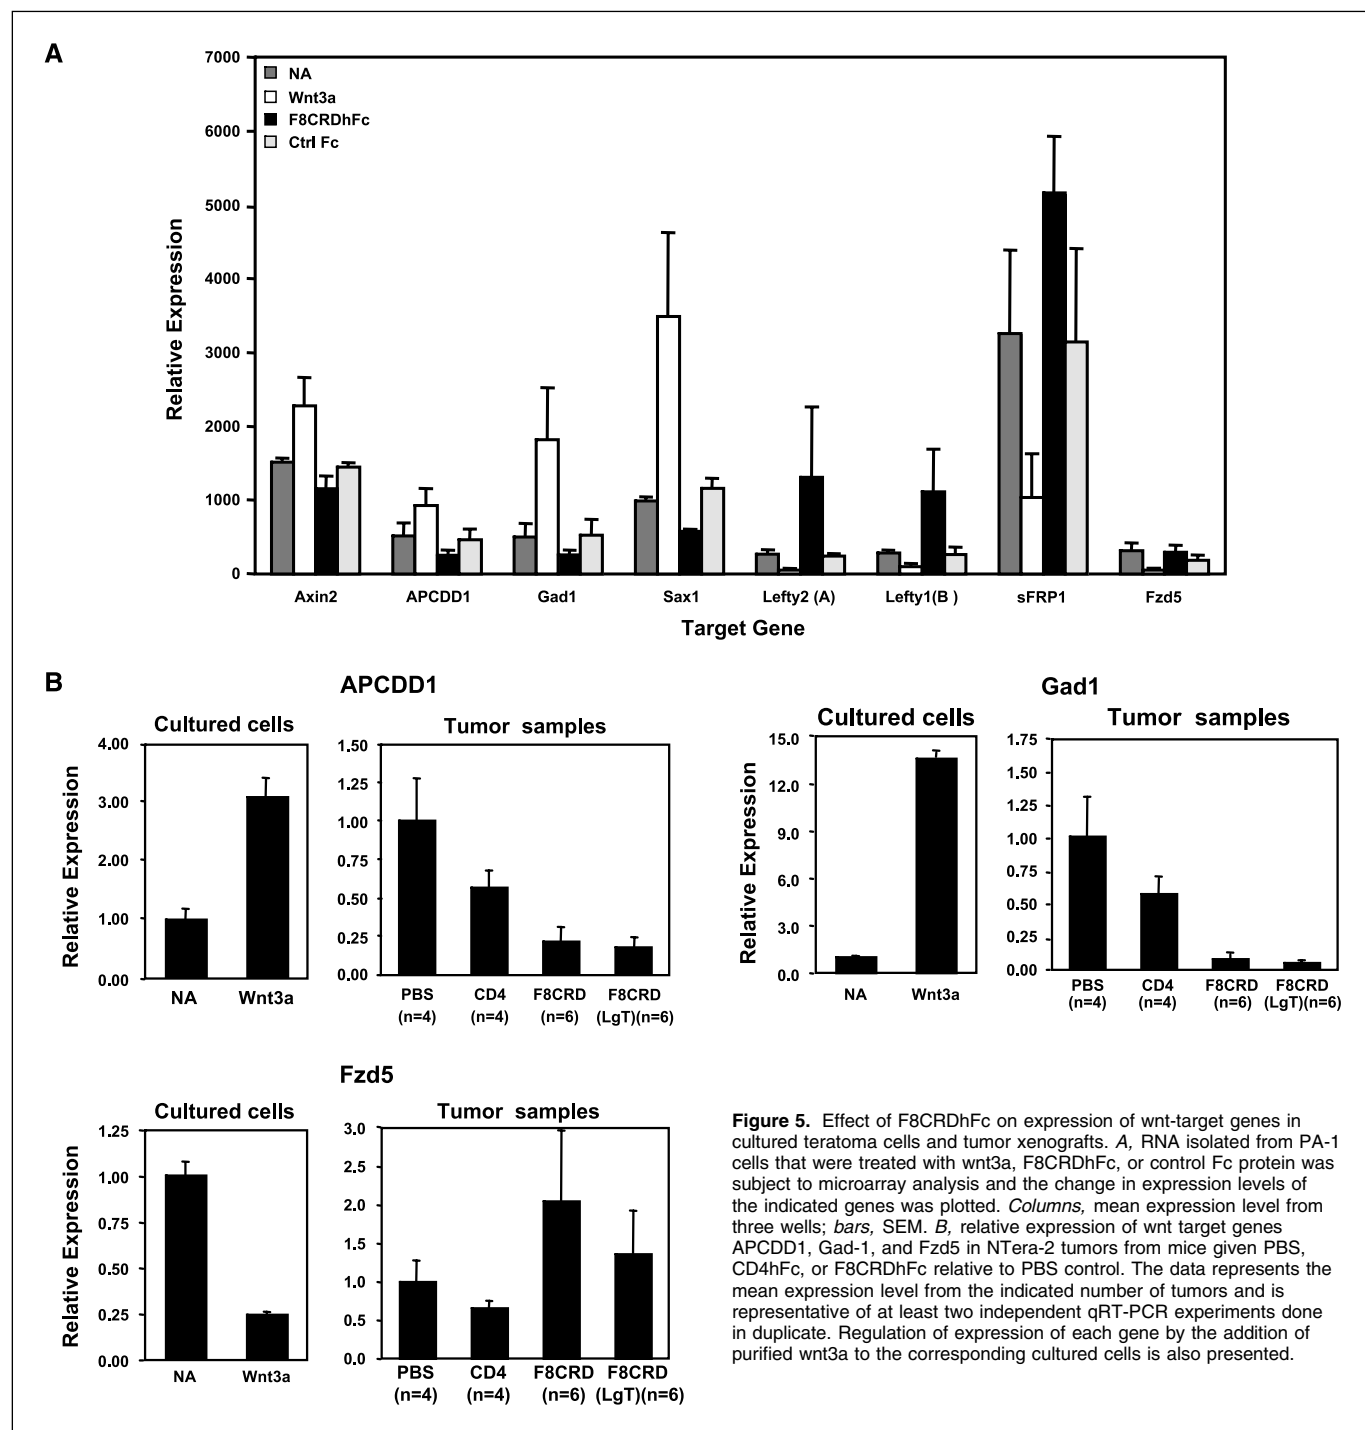 A
7000
6000
5000
4000
3000
2000
1000
0
Relative Expression
NA
Wnt3a
F8CRDhFc
Ctrl Fc
Axin2 APCDD1 Gad1 Sax1 Lefty2 (A) Lefty1(B ) sFRP1 Fzd5
Target Gene
B
APCDD1
Cultured cells
4.00
3.00
2.00
1.00
0.00
Relative Expression
NA Wnt3a
Tumor samples
1.50
1.25
1.00
0.75
0.50
0.25
0.00
PBS CD4 F8CRD F8CRD
(n=4) (n=4) (n=6) (LgT)(n=6)
Gad1
Cultured cells
15.0
12.0
9.0
6.0
3.0
0.0
Relative Expression
NA Wnt3a
Tumor samples
1.75
1.50
1.25
1.00
0.75
0.50
0.25
0.00
PBS CD4 F8CRD F8CRD
(n=4) (n=4) (n=6) (LgT)(n=6)
Fzd5
Cultured cells
1.25
1.00
0.75
0.50
0.25
0.00
Relative Expression
NA Wnt3a
Tumor samples
3.0
2.5
2.0
1.5
1.0
0.5
0.0
PBS CD4 F8CRD F8CRD
(n=4) (n=4) (n=6) (LgT)(n=6)
Figure 5. Effect of F8CRDhFc on expression of wnt-target genes in
cultured teratoma cells and tumor xenografts. A, RNA isolated from PA-1
cells that were treated with wnt3a, F8CRDhFc, or control Fc protein was
subject to microarray analysis and the change in expression levels of
the indicated genes was plotted. Columns, mean expression level from
three wells; bars, SEM. B, relative expression of wnt target genes
APCDD1, Gad-1, and Fzd5 in NTera-2 tumors from mice given PBS,
CD4hFc, or F8CRDhFc relative to PBS control. The data represents the
mean expression level from the indicated number of tumors and is
representative of at least two independent qRT-PCR experiments done
in duplicate. Regulation of expression of each gene by the addition of
purified wnt3a to the corresponding cultured cells is also presented.